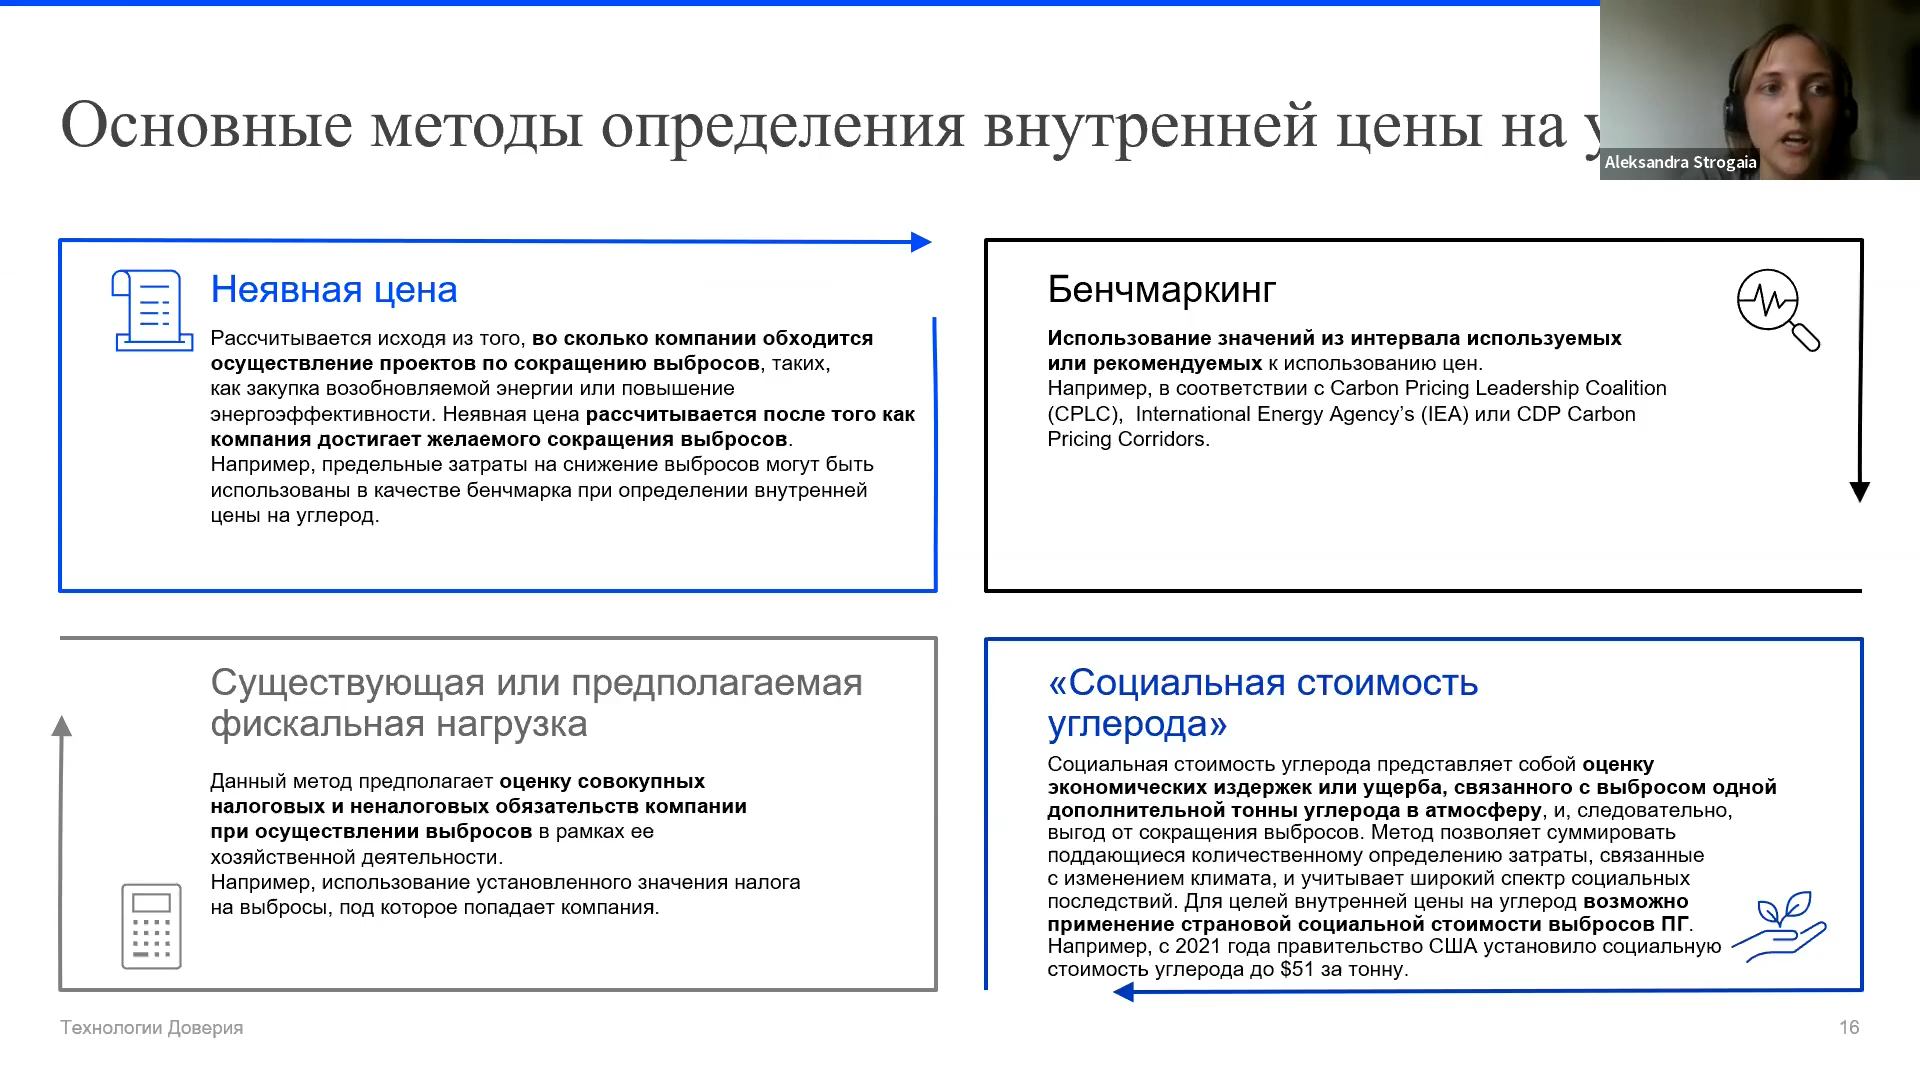 Основные методы определения внутренней цены на
Aleksandra Strogaia
Неявная цена
Рассчитывается исходя из того, во сколько компании обходится
осуществление проектов по сокращению выбросов, таких,
как закупка возобновляемой энергии или повышение
энергоэффективности. Неявная цена рассчитывается после того как
компания достигает желаемого сокращения выбросов.
Например, предельные затраты на снижение выбросов могут быть
использованы в качестве бенчмарка при определении внутренней
цены на углерод.
Бенчмаркинг
Использование значений из интервала используемых
или рекомендуемых к использованию цен.
Например, в соответствии с Carbon Pricing Leadership Coalition
(CPLC), International Energy Agency’s (IEA) или CDP Carbon
Pricing Corridors.
Существующая или предполагаемая
фискальная нагрузка
Данный метод предполагает оценку совокупных
налоговых и неналоговых обязательств компании
при осуществлении выбросов в рамках ее
хозяйственной деятельности.
Например, использование установленного значения налога
на выбросы, под которое попадает компания.
«Социальная стоимость
углерода»
Социальная стоимость углерода представляет собой оценку
экономических издержек или ущерба, связанного с выбросом одной
дополнительной тонны углерода в атмосферу, и, следовательно,
выгод от сокращения выбросов. Метод позволяет суммировать
поддающиеся количественному определению затраты, связанные
с изменением климата, и учитывает широкий спектр социальных
последствий. Для целей внутренней цены на углерод возможно
применение страновой социальной стоимости выбросов ПГ.
Например, с 2021 года правительство США установило социальную
стоимость углерода до $51 за тонну.
Технологии Доверия
16